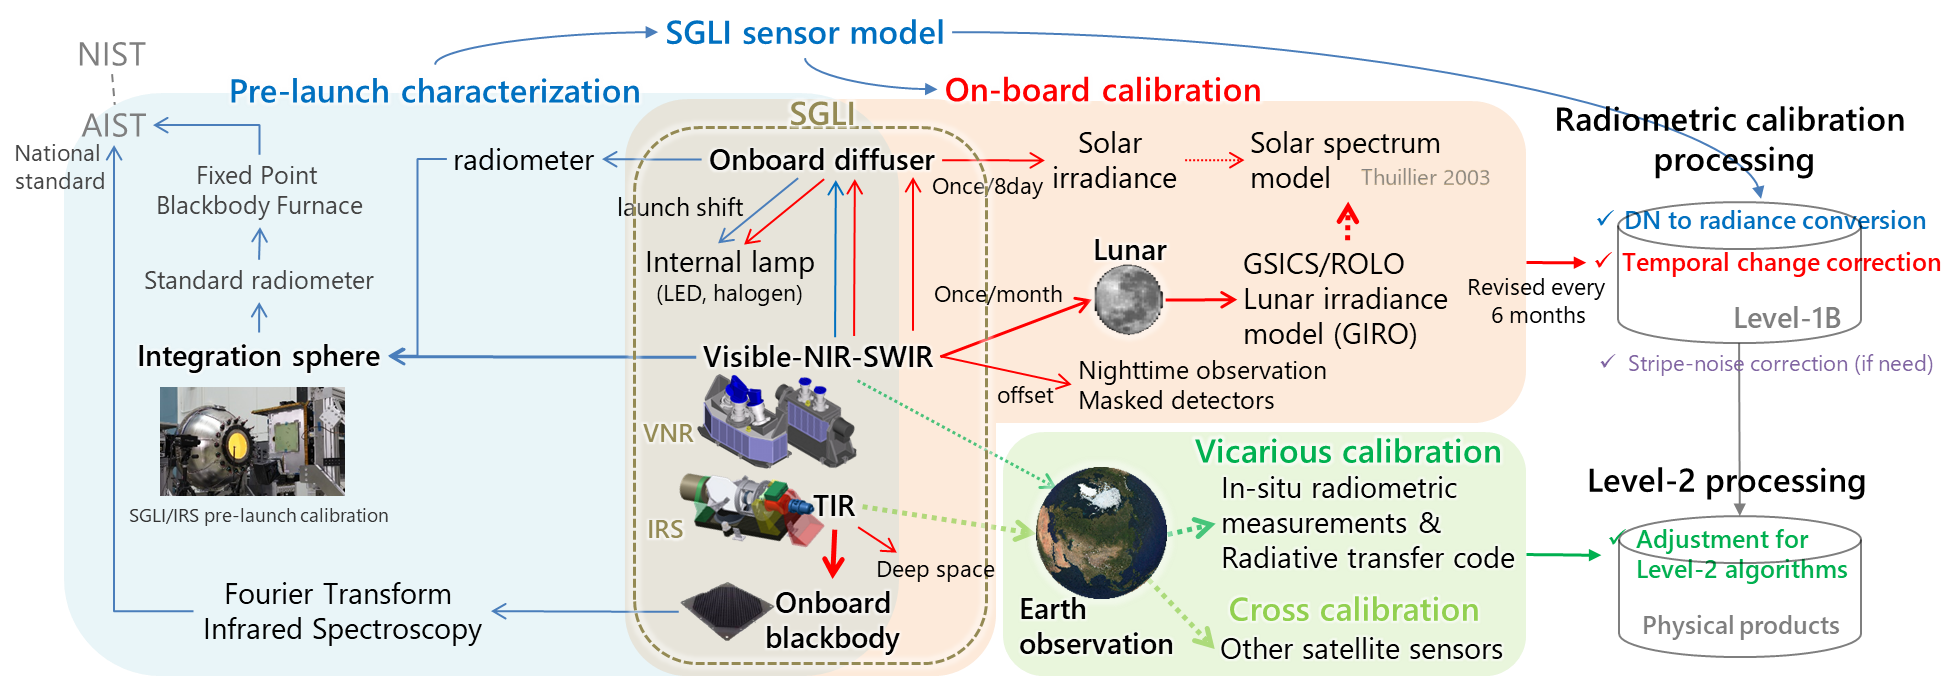 SGLI sensor model
NIST
AIST
National
standard
Pre-launch characterization
Fixed Point
Blackbody Furnace
Standard radiometer
Integration sphere
SGLI/IRS pre-launch calibration
radiometer
Fourier Transform
Infrared Spectroscopy
SGLI
Onboard diffuser
launch shift
Internal lamp
(LED, halogen)
Visible-NIR-SWIR
VNR
IRS
TIR
Deep space
Onboard
blackbody
On-board calibration
Once/8day
Solar
irradiance
Solar spectrum
model
Thuillier 2003
Lunar
Once/month
GSICS/ROLO
Lunar irradiance
model (GIRO)
offset
Nighttime observation
Masked detectors
Vicarious calibration
In-situ radiometric
measurements &
Radiative transfer code
Earth
observation
Cross calibration
Other satellite sensors
Radiometric calibration
processing
✓ DN to radiance conversion
✓ Temporal change correction
Revised every
6 months
Level-1B
✓ Stripe-noise correction (if need)
Level-2 processing
✓ Adjustment for
Level-2 algorithms
Physical products